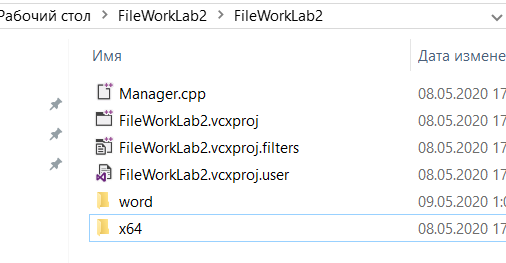 Рабочий стол > FileWorkLab2 > FileWorkLab2
Имя Дата измене
Manager.cpp 08.05.2020 17
FileWorkLab2.vcxproj 08.05.2020 17
FileWorkLab2.vcxproj.filters 08.05.2020 17
FileWorkLab2.vcxproj.user 08.05.2020 17
word 09.05.2020 1:0
x64 08.05.2020 17